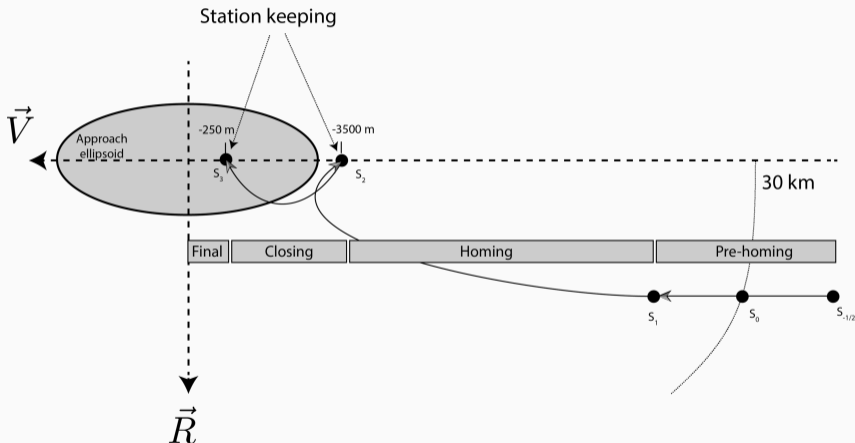 Station keeping
-250 m
-3500 m
V
Approach
ellipsoid
S3
S2
30 km
Final
Closing
Homing
Pre-homing
S1
S0
S-1/2
R